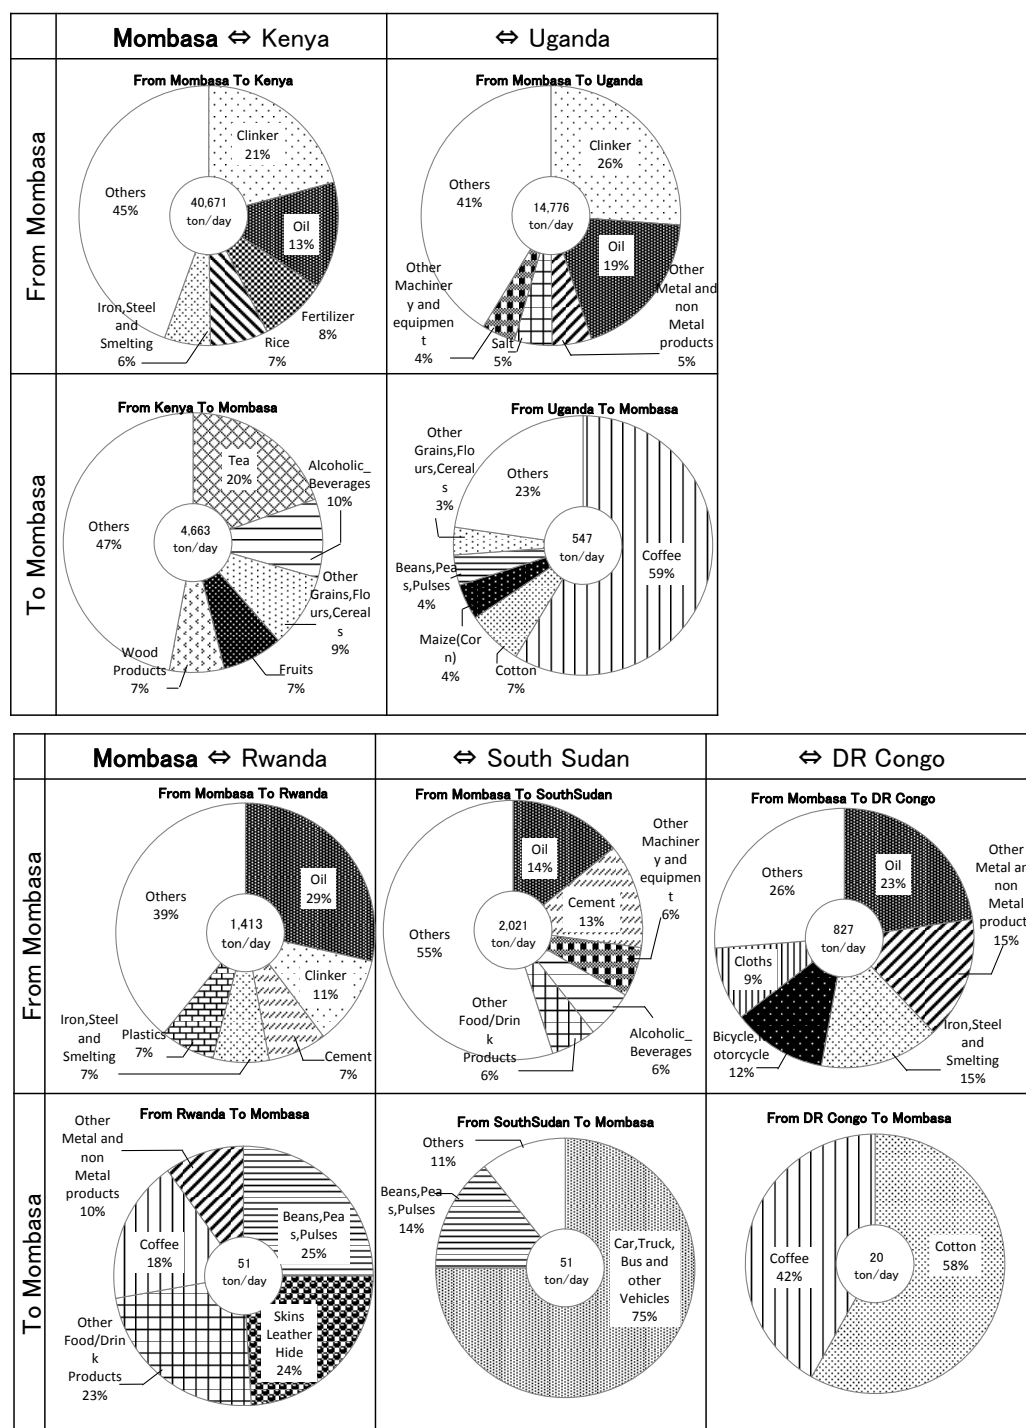 Mombasa ⇔ Kenya
⇔ Uganda
From Mombasa
From Mombasa To Kenya
Clinker
21%
Oil
13%
Fertilizer
8%
Rice
7%
Iron,Steel
and
Smelting
6%
Others
45%
40,671
ton/day
From Mombasa To Uganda
Clinker
26%
Oil
19%
Other
Metal and
non
Metal
products
5%
Salt
5%
Other
Machiner
y and
equipmen
t
4%
Others
41%
14,776
ton/day
To Mombasa
From Kenya To Mombasa
Tea
20%
Alcoholic_
Beverages
10%
Other
Grains,Flo
urs,Cereal
s
9%
Fruits
7%
Wood
Products
7%
Others
47%
4,663
ton/day
From Uganda To Mombasa
Coffee
59%
Cotton
7%
Maize(Cor
n)
4%
Beans,Pea
s,Pulses
4%
Other
Grains,Flo
urs,Cereal
s
3%
Others
23%
547
ton/day
Mombasa ⇔ Rwanda
⇔ South Sudan
⇔ DR Congo
From Mombasa
From Mombasa To Rwanda
Oil
29%
Clinker
11%
Cement
7%
Iron,Steel
and
Smelting
7%
Plastics
7%
Others
39%
1,413
ton/day
From Mombasa To SouthSudan
Oil
14%
Cement
13%
Other
Machiner
y and
equipmen
t
6%
Alcoholic_
Beverages
6%
Other
Food/Drin
k
Products
6%
Others
55%
2,021
ton/day
From Mombasa To DR Congo
Oil
23%
Other
Metal an
non
Metal
product
15%
Iron,Steel
and
Smelting
15%
Bicycle,
otorcycle
12%
Cloths
9%
Others
26%
827
ton/day
To Mombasa
From Rwanda To Mombasa
Beans,Pea
s,Pulses
25%
Skins
Leather
Hide
24%
Other
Food/Drin
k
Products
23%
Coffee
18%
Other
Metal and
non
Metal
products
10%
51
ton/day
From SouthSudan To Mombasa
Car,Truck,
Bus and
other
Vehicles
75%
Beans,Pea
s,Pulses
14%
Others
11%
51
ton/day
From DR Congo To Mombasa
Cotton
58%
Coffee
42%
20
ton/day